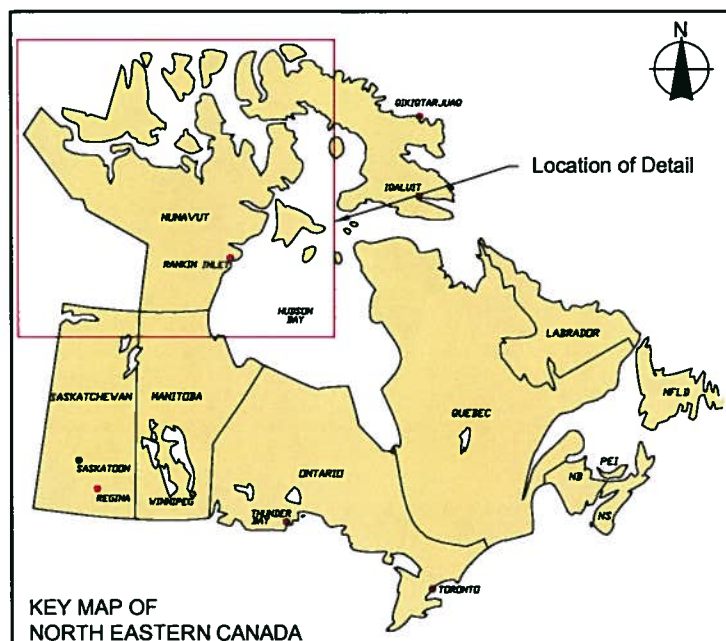 N
QIKIQTARJUAQ
Location of Detail
IQALUIT
NUNAVUT
RANKIN INLET
HUDSON
BAY
LABRADOR
SASKATCHEWAN
MANITOBA
NFLD
QUEBEC
PEI
SASKATOON
ONTARIO
NB
REGINA
WINNIPEG
THUNDER
BAY
NS
TORONTO
KEY MAP OF
NORTH EASTERN CANADA